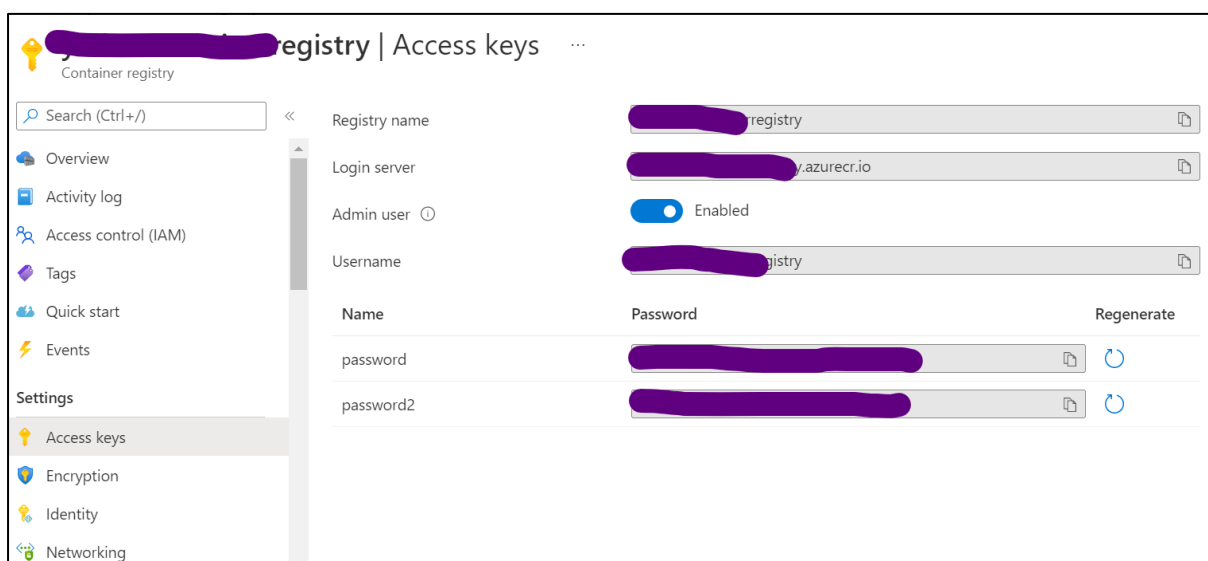 registry | Access keys ...
Container registry
Search (Ctrl+/)
«
Overview
Activity log
Access control (IAM)
Tags
Quick start
Events
Settings
Access keys
Encryption
Identity
Networking
Registry name
rregistry
Login server
y.azurecr.io
Admin user
Enabled
Username
gistry
Name Password Regenerate
password
password2